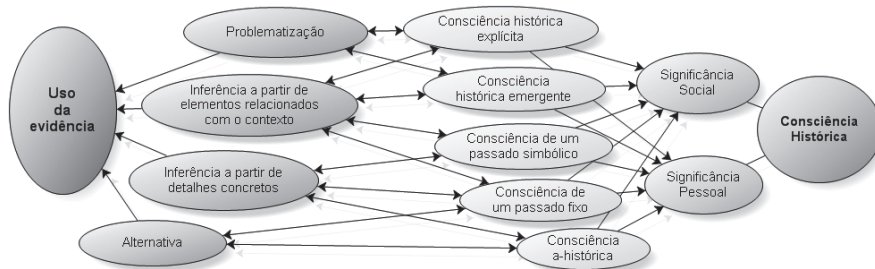 Uso
da
evidência
Problematização
Inferência a partir de
elementos relacionados
com o contexto
Inferência a partir de
detalhes concretos
Alternativa
Consciência histórica
explícita
Consciência
histórica emergente
Consciência de um
passado simbólico
Consciência de
um passado fixo
Consciência
a-histórica
Significância
Social
Significância
Pessoal
Consciência
Histórica